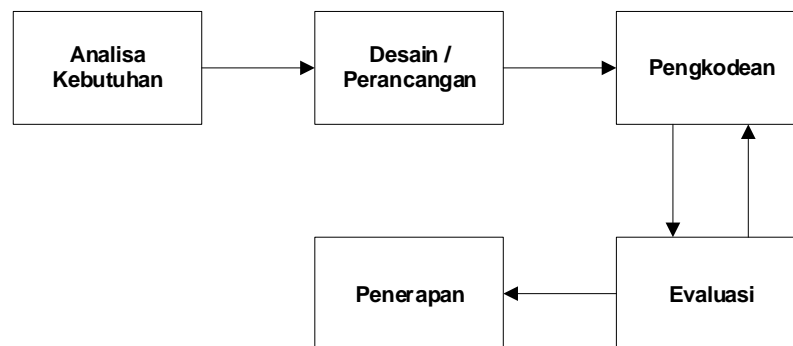 Analisa
Kebutuhan
Desain /
Perancangan
Pengkodean
Penerapan
Evaluasi